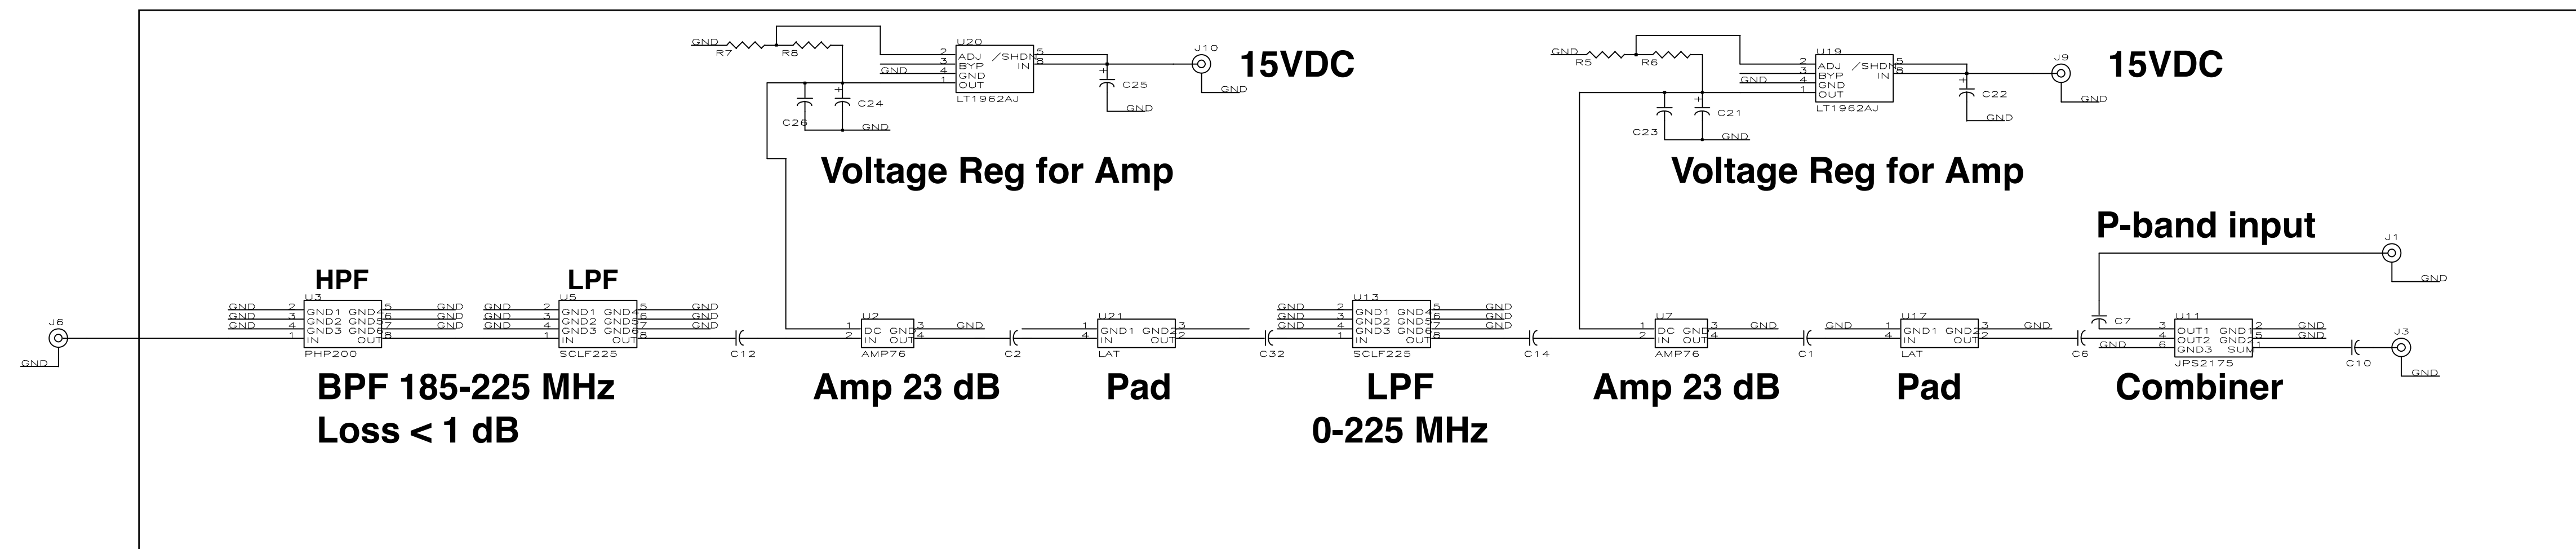 GND R7 R8
U20
2 ADJ /SHDN 5
3 BYP IN 8
GND 4 GND
1 OUT
LT1962AJ
C26 + C24 GND
+ C25 GND
J10 GND
15VDC
Voltage Reg for Amp
GND R5 R6
U19
2 ADJ /SHDN 5
3 BYP IN 8
GND 4 GND
1 OUT
LT1962AJ
C23 + C21 GND
+ C22 GND
J9 GND
15VDC
Voltage Reg for Amp
P-band input
J1 GND
J6 GND
HPF
U3
GND 2 GND1 GND4 5 GND
GND 3 GND2 GND5 6 GND
GND 4 GND3 GND6 7 GND
1 IN OUT 8
PHP200
LPF
U5
GND 2 GND1 GND4 5 GND
GND 3 GND2 GND5 6 GND
GND 4 GND3 GND6 7 GND
1 IN OUT 8
SCLF225
BPF 185-225 MHz
Loss < 1 dB
C12
U2
1 DC GND 3 GND
2 IN OUT 4
AMP76
Amp 23 dB
C2
U21
1 GND1 GND2 3
4 IN OUT 2
LAT
Pad
C32
U13
GND 2 GND1 GND4 5 GND
GND 3 GND2 GND5 6 GND
GND 4 GND3 GND6 7 GND
1 IN OUT 8
SCLF225
LPF
0-225 MHz
C14
U7
1 DC GND 3 GND
2 IN OUT 4
AMP76
Amp 23 dB
C1
U17
GND 1 GND1 GND2 3 GND
4 IN OUT 2
LAT
Pad
C6
C7
U11
3 OUT1 GND1 2 GND
4 OUT2 GND2 5 GND
GND 6 GND3 SUM 1
JPS2175
Combiner
C10
J3 GND